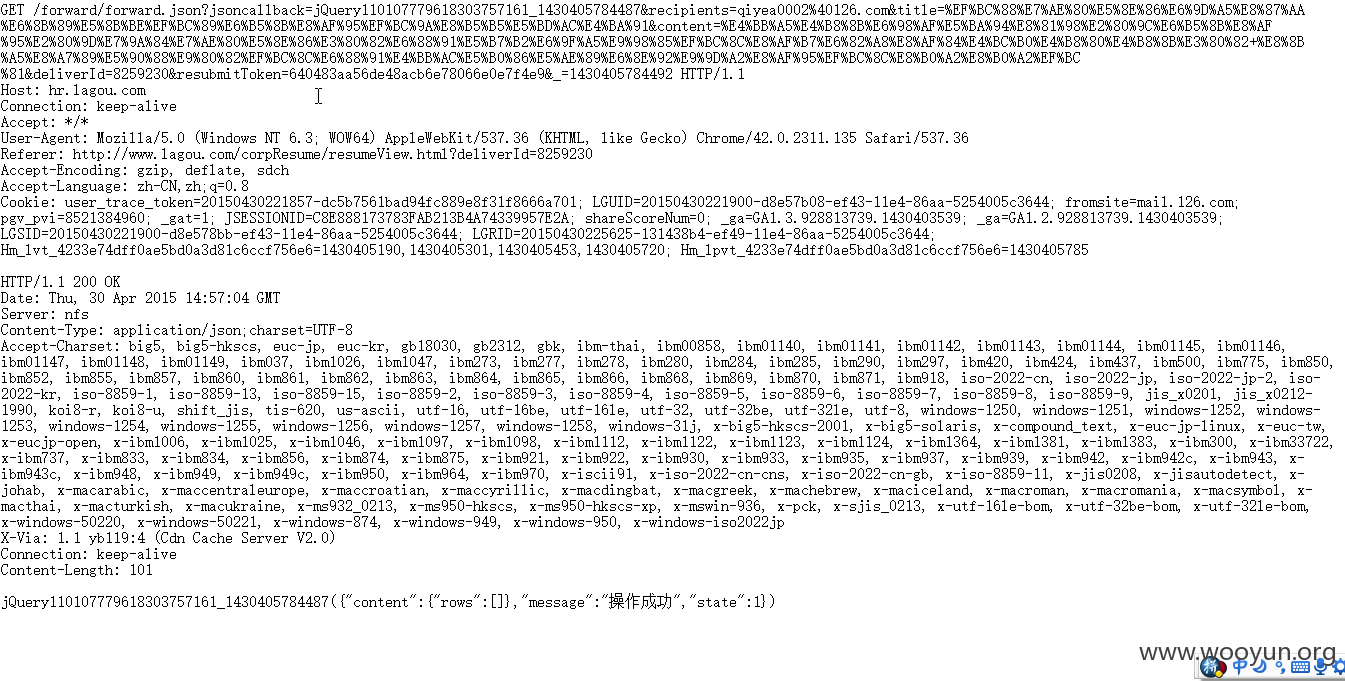 GET /forward/forward.json?jsoncallback=jQuery110107779618303757161_1430405784487&recipients=qiyea0002%40126.com&title=%EF%BC%88%E7%AE%80%E5%8E%86%E6%9D%A5%E8%87%AA
%E6%8B%89%E5%8B%BE%EF%BC%89%E6%B5%8B%E8%AF%95%EF%BC%9A%E8%B5%B5%E5%BD%AC%E4%BA%91&content=%E4%BB%A5%E4%B8%8B%E6%98%AF%E5%BA%94%E8%81%98%E2%80%9C%E6%B5%8B%E8%AF
%95%E2%80%9D%E7%9A%84%E7%AE%80%E5%8E%86%E3%80%82%E6%88%91%E5%B7%B2%E6%9F%A5%E9%98%85%EF%BC%8C%E8%AF%B7%E6%82%A8%E8%AF%84%E4%BC%B0%E4%B8%80%E4%B8%8B%E3%80%82+%E8%8B
%A5%E8%A7%89%E5%90%88%E9%80%82%EF%BC%8C%E6%88%91%E4%BB%AC%E5%B0%86%E5%AE%89%E6%8E%92%E9%9D%A2%E8%AF%95%EF%BC%8C%E8%B0%A2%E8%B0%A2%EF%BC
%81&deliverId=8259230&resubmitToken=640483aa56de48acb6e78066e0e7f4e9&_=1430405784492 HTTP/1.1
Host: hr.lagou.com
Connection: keep-alive
Accept: */*
User-Agent: Mozilla/5.0 (Windows NT 6.3; WOW64) AppleWebKit/537.36 (KHTML, like Gecko) Chrome/42.0.2311.135 Safari/537.36
Referer: http://www.lagou.com/corpResume/resumeView.html?deliverId=8259230
Accept-Encoding: gzip, deflate, sdch
Accept-Language: zh-CN,zh;q=0.8
Cookie: user_trace_token=20150430221857-dc5b7561bad94fc889e8f31f8666a701; LGUID=20150430221900-d8e57b08-ef43-11e4-86aa-5254005c3644; fromsite=mail.126.com;
pgv_pvi=8521384960; _gat=1; JSESSIONID=C8E888173783FAB213B4A74339957E2A; shareScoreNum=0; _ga=GA1.3.928813739.1430403539; _ga=GA1.2.928813739.1430403539;
LGSID=20150430221900-d8e578bb-ef43-11e4-86aa-5254005c3644; LGRID=20150430225625-131438b4-ef49-11e4-86aa-5254005c3644;
Hm_lvt_4233e74dff0ae5bd0a3d81c6ccf756e6=1430405190,1430405301,1430405453,1430405720; Hm_lpvt_4233e74dff0ae5bd0a3d81c6ccf756e6=1430405785
HTTP/1.1 200 OK
Date: Thu, 30 Apr 2015 14:57:04 GMT
Server: nfs
Content-Type: application/json;charset=UTF-8
Accept-Charset: big5, big5-hkscs, euc-jp, euc-kr, gb18030, gb2312, gbk, ibm-thai, ibm00858, ibm01140, ibm01141, ibm01142, ibm01143, ibm01144, ibm01145, ibm01146,
ibm01147, ibm01148, ibm01149, ibm037, ibm1026, ibm1047, ibm273, ibm277, ibm278, ibm280, ibm284, ibm285, ibm290, ibm297, ibm420, ibm424, ibm437, ibm500, ibm775, ibm850,
ibm852, ibm855, ibm857, ibm860, ibm861, ibm862, ibm863, ibm864, ibm865, ibm866, ibm868, ibm869, ibm870, ibm871, ibm918, iso-2022-cn, iso-2022-jp, iso-2022-jp-2, iso-
2022-kr, iso-8859-1, iso-8859-13, iso-8859-15, iso-8859-2, iso-8859-3, iso-8859-4, iso-8859-5, iso-8859-6, iso-8859-7, iso-8859-8, iso-8859-9, jis_x0201, jis_x0212-
1990, koi8-r, koi8-u, shift_jis, tis-620, us-ascii, utf-16, utf-16be, utf-16le, utf-32, utf-32be, utf-32le, utf-8, windows-1250, windows-1251, windows-1252, windows-
1253, windows-1254, windows-1255, windows-1256, windows-1257, windows-1258, windows-31j, x-big5-hkscs-2001, x-big5-solaris, x-compound_text, x-euc-jp-linux, x-euc-tw,
x-eucjp-open, x-ibm1006, x-ibm1025, x-ibm1046, x-ibm1097, x-ibm1098, x-ibm1112, x-ibm1122, x-ibm1123, x-ibm1124, x-ibm1364, x-ibm1381, x-ibm1383, x-ibm300, x-ibm33722,
x-ibm737, x-ibm833, x-ibm834, x-ibm856, x-ibm874, x-ibm875, x-ibm921, x-ibm922, x-ibm930, x-ibm933, x-ibm935, x-ibm937, x-ibm939, x-ibm942, x-ibm942c, x-ibm943, x-
ibm943c, x-ibm948, x-ibm949, x-ibm949c, x-ibm950, x-ibm964, x-ibm970, x-iscii91, x-iso-2022-cn-cns, x-iso-2022-cn-gb, x-iso-8859-11, x-jis0208, x-jisautodetect, x-
johab, x-macarabic, x-maccentraleurope, x-maccroatian, x-maccyrillic, x-macdingbat, x-macgreek, x-machebrew, x-maciceland, x-macroman, x-macromania, x-macsymbol, x-
macthai, x-macturkish, x-macukraine, x-ms932_0213, x-ms950-hkscs, x-ms950-hkscs-xp, x-mswin-936, x-pck, x-sjis_0213, x-utf-16le-bom, x-utf-32be-bom, x-utf-32le-bom,
x-windows-50220, x-windows-50221, x-windows-874, x-windows-949, x-windows-950, x-windows-iso2022jp
X-Via: 1.1 yb119:4 (Cdn Cache Server V2.0)
Connection: keep-alive
Content-Length: 101
jQuery110107779618303757161_1430405784487({"content":{"rows":[]},"message":"操作成功","state":1})
www.wooyun.org
中